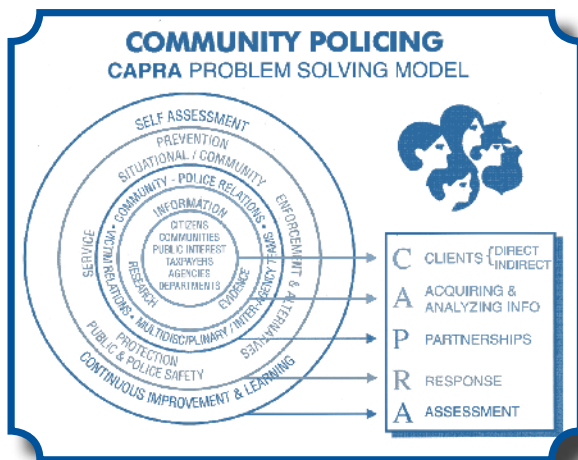 COMMUNITY POLICING
CAPRA PROBLEM SOLVING MODEL
SELF ASSESSMENT
PREVENTION
SITUATIONAL / COMMUNITY
ENFORCEMENT & ALTERNATIVES
SERVICE
PROTECTION
PUBLIC & POLICE SAFETY
CONTINUOUS IMPROVEMENT & LEARNING
• COMMUNITY - POLICE RELATIONS •
VICTIM RELATIONS • MULTIDISCIPLINARY / INTER-AGENCY TEAMS
INFORMATION
RESEARCH
EVIDENCE
CITIZENS
COMMUNITIES
PUBLIC INTEREST
TAXPAYERS
AGENCIES
DEPARTMENTS
C CLIENTS { DIRECT
INDIRECT
A ACQUIRING &
ANALYZING INFO
P PARTNERSHIPS
R RESPONSE
A ASSESSMENT